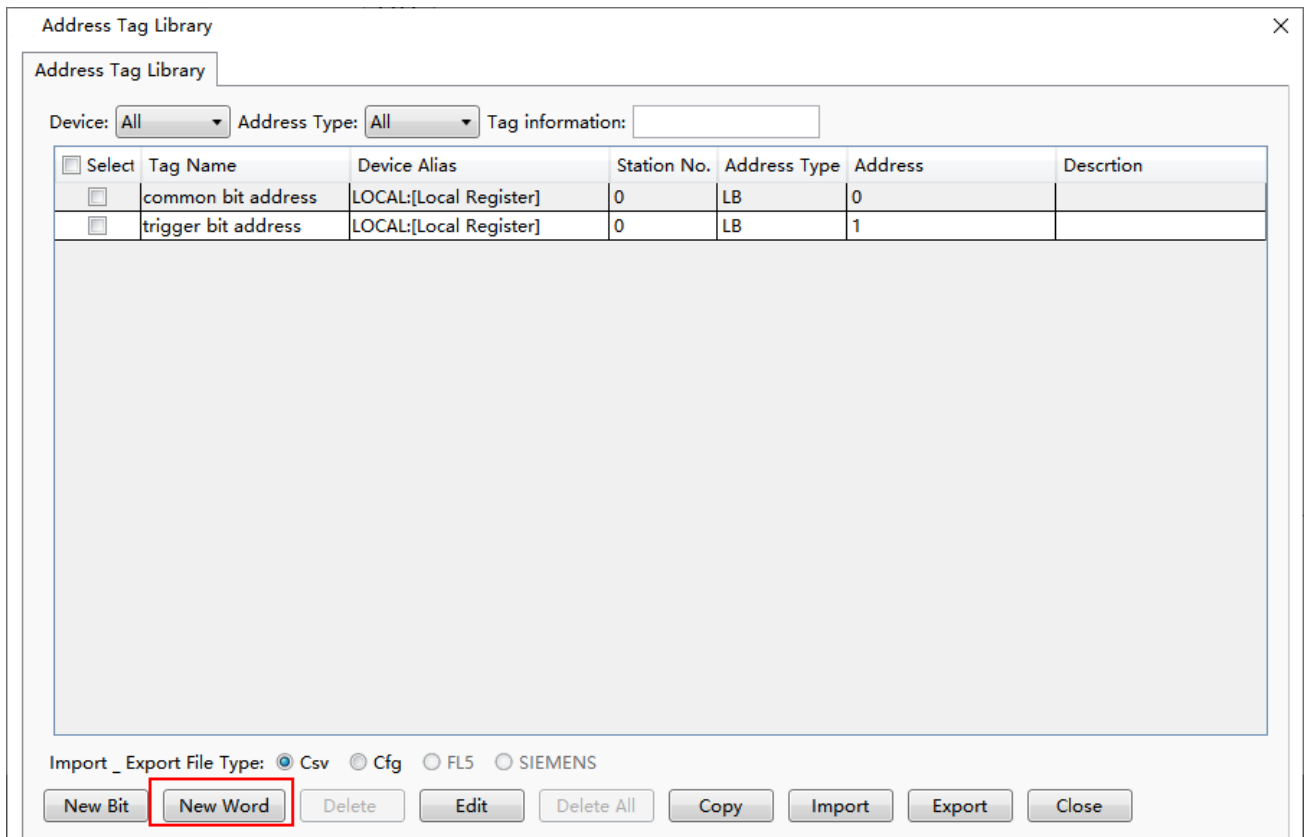 Address Tag Library
Address Tag Library
Device: All Address Type: All Tag information:
Select Tag Name Device Alias Station No. Address Type Address Descrtion
common bit address LOCAL:[Local Register] 0 LB 0
trigger bit address LOCAL:[Local Register] 0 LB 1
Import _ Export File Type: Csv Cfg FL5 SIEMENS
New Bit New Word Delete Edit Delete All Copy Import Export Close